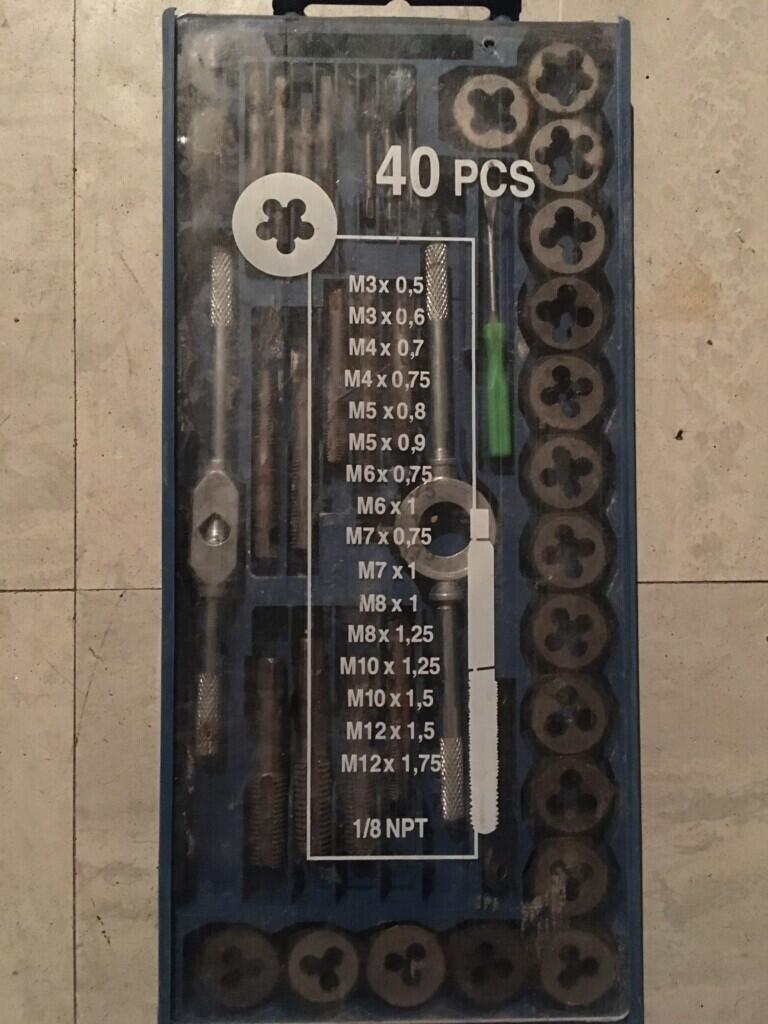 40 PCS
M3x 0,5
M3 x 0,6
M4 x 0,7
M4 x 0,75
M5 x 0,8
M5 x 0,9
M6x 0,75
M6 x 1
M7 x 0,75
M7 x 1
M8 x 1
M8 x 1,25
M10 x 1,25
M10 x 1,5
M12 x 1,5
M12 x 1,75
1/8 NPT